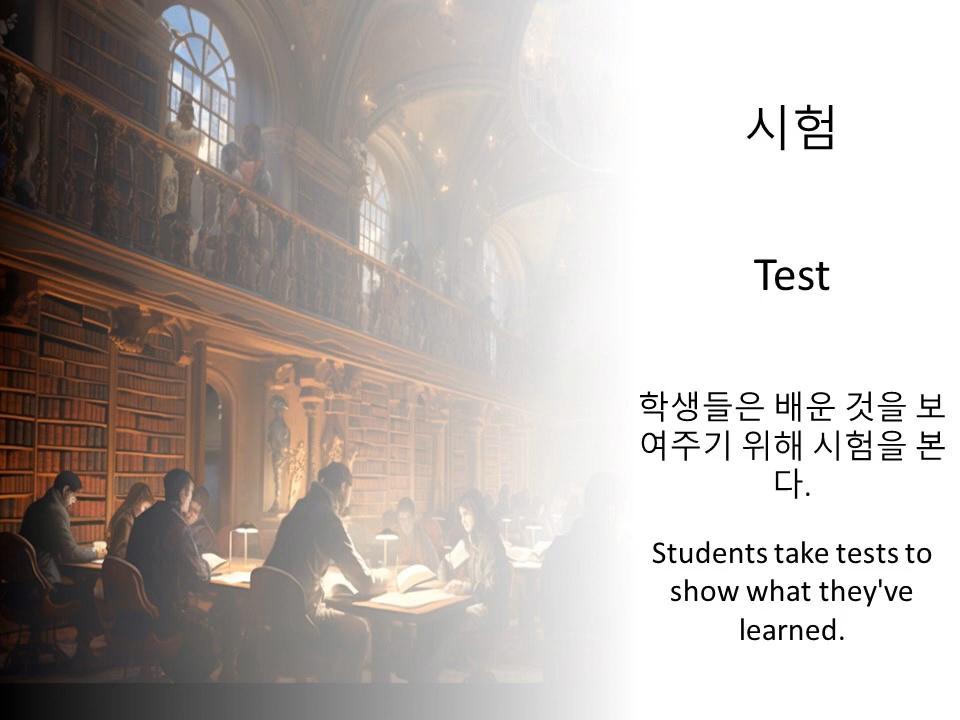 시험
Test
학생들은 배운 것을 보
여주기 위해 시험을 본
다.
Students take tests to
show what they've
learned.